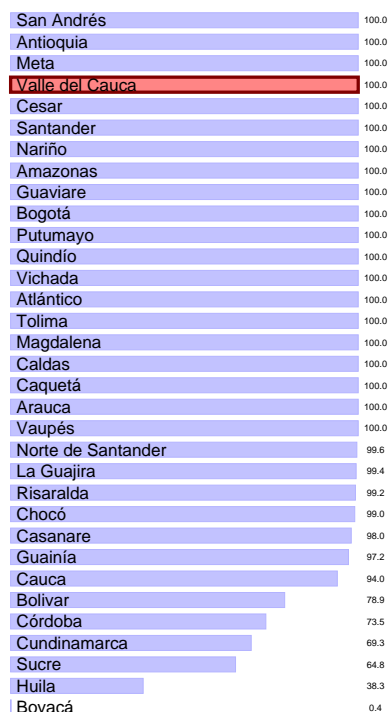 San Andrés 100.0
Antioquia 100.0
Meta 100.0
Valle del Cauca 100.0
Cesar 100.0
Santander 100.0
Nariño 100.0
Amazonas 100.0
Guaviare 100.0
Bogotá 100.0
Putumayo 100.0
Quindío 100.0
Vichada 100.0
Atlántico 100.0
Tolima 100.0
Magdalena 100.0
Caldas 100.0
Caquetá 100.0
Arauca 100.0
Vaupés 100.0
Norte de Santander 99.6
La Guajira 99.4
Risaralda 99.2
Chocó 99.0
Casanare 98.0
Guainía 97.2
Cauca 94.0
Bolivar 78.9
Córdoba 73.5
Cundinamarca 69.3
Sucre 64.8
Huila 38.3
Boyacá 0.4